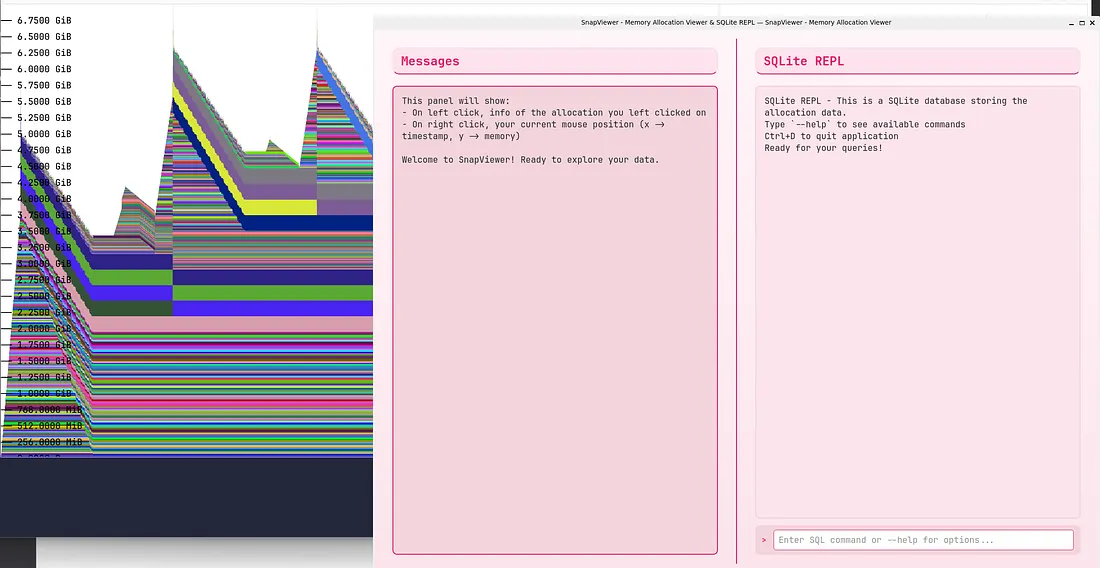 SnapViewer - Memory Allocation Viewer & SQLite REPL — SnapViewer - Memory Allocation Viewer
6.7500 GiB
6.5000 GiB
6.2500 GiB
6.0000 GiB
5.7500 GiB
5.5000 GiB
5.2500 GiB
5.0000 GiB
4.7500 GiB
4.5000 GiB
4.2500 GiB
4.0000 GiB
3.7500 GiB
3.5000 GiB
3.2500 GiB
3.0000 GiB
2.7500 GiB
2.5000 GiB
2.2500 GiB
2.0000 GiB
1.7500 GiB
1.5000 GiB
1.2500 GiB
1.0000 GiB
768.0000 MiB
512.0000 MiB
256.0000 MiB
Messages
This panel will show:
- On left click, info of the allocation you left clicked on
- On right click, your current mouse position (x →
timestamp, y → memory)
Welcome to SnapViewer! Ready to explore your data.
SQLite REPL
SQLite REPL - This is a SQLite database storing the
allocation data.
Type `--help` to see available commands
Ctrl+D to quit application
Ready for your queries!
> Enter SQL command or --help for options...